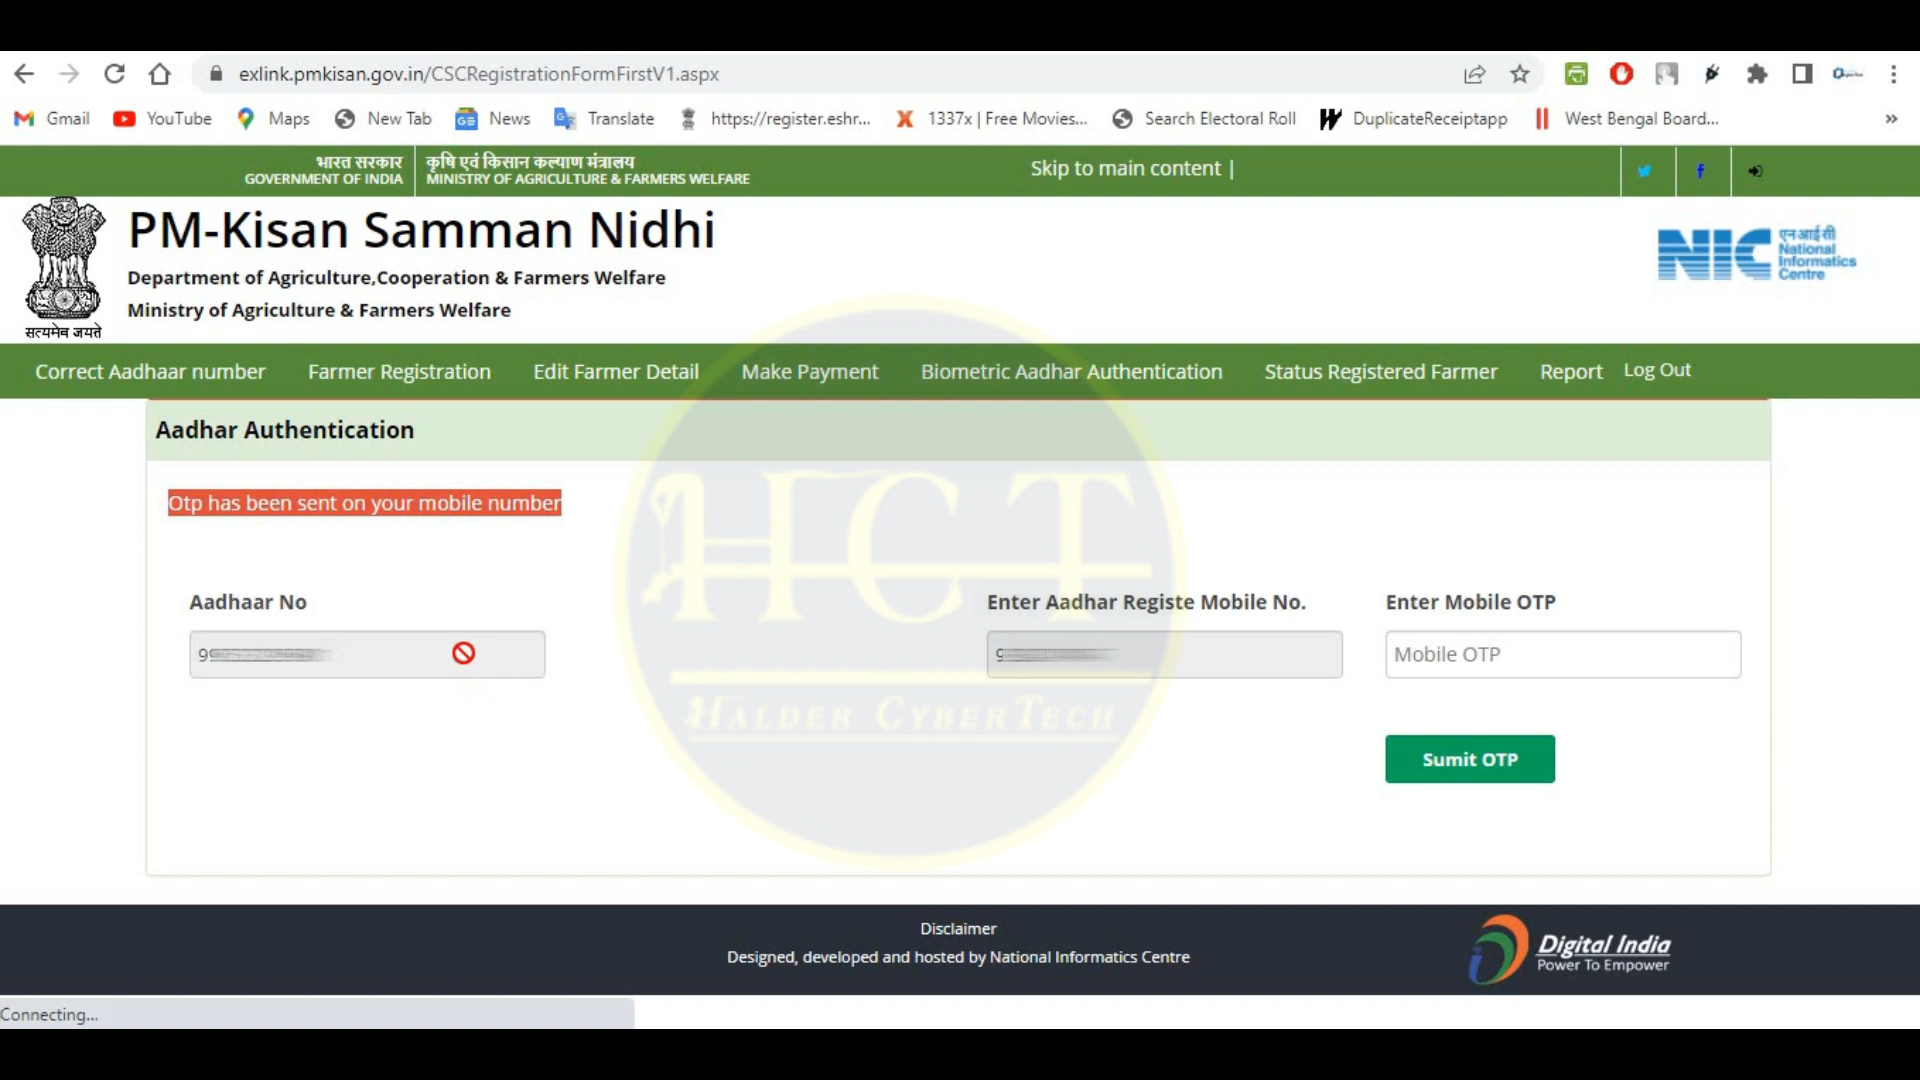 exlink.pmkisan.gov.in/CSCRegistrationFormFirstV1.aspx
Gmail YouTube Maps New Tab News Translate https://register.eshr... 1337x | Free Movies... Search Electoral Roll DuplicateReceiptapp West Bengal Board... »
भारत सरकार
GOVERNMENT OF INDIA
कृषि एवं किसान कल्याण मंत्रालय
MINISTRY OF AGRICULTURE & FARMERS WELFARE
Skip to main content |
PM-Kisan Samman Nidhi
Department of Agriculture,Cooperation & Farmers Welfare
Ministry of Agriculture & Farmers Welfare
सत्यमेव जयते
NIC
एन आई सी
National
Informatics
Centre
Correct Aadhaar number Farmer Registration Edit Farmer Detail Make Payment Biometric Aadhar Authentication Status Registered Farmer Report Log Out
Aadhar Authentication
Otp has been sent on your mobile number
HCT
HALDER CYBERTECH
Aadhaar No Enter Aadhar Registe Mobile No. Enter Mobile OTP
Mobile OTP
Sumit OTP
Disclaimer
Designed, developed and hosted by National Informatics Centre
Digital India
Power To Empower
Connecting...